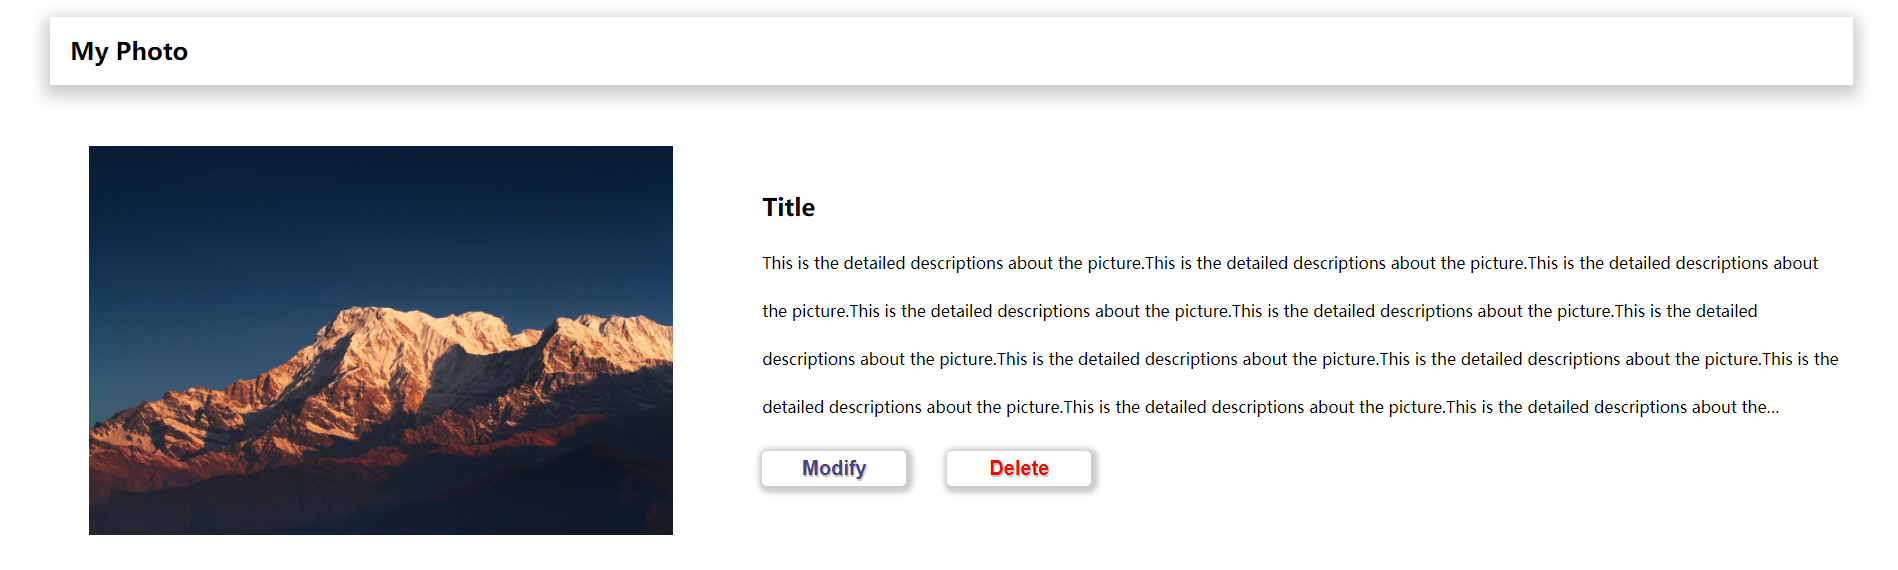 My Photo
Title
This is the detailed descriptions about the picture.This is the detailed descriptions about the picture.This is the detailed descriptions about
the picture.This is the detailed descriptions about the picture.This is the detailed descriptions about the picture.This is the detailed
descriptions about the picture.This is the detailed descriptions about the picture.This is the detailed descriptions about the picture.This is the
detailed descriptions about the picture.This is the detailed descriptions about the picture.This is the detailed descriptions about the...
Modify Delete